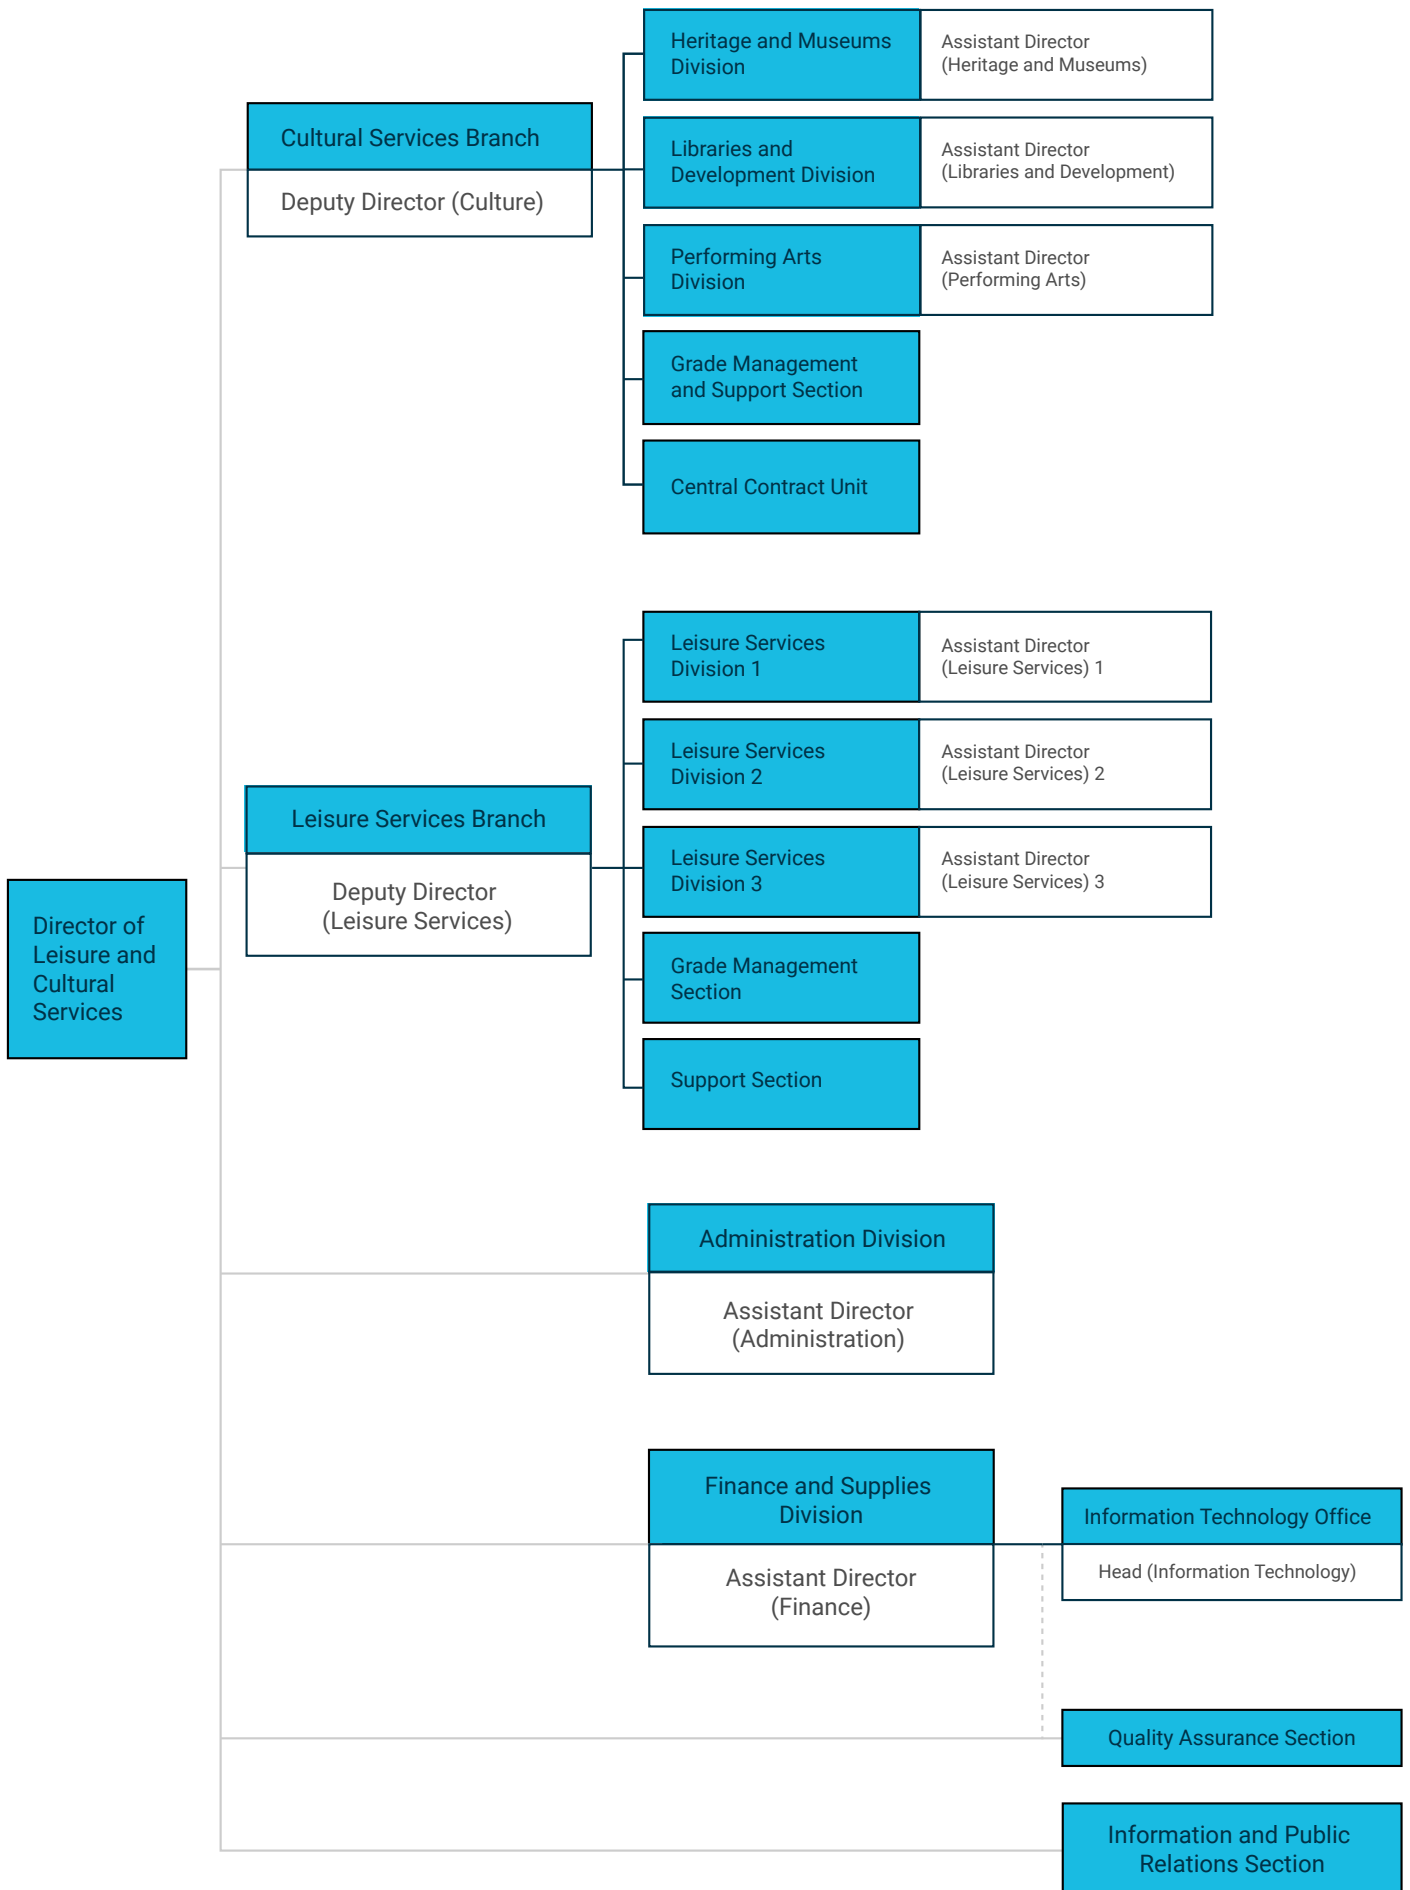 Heritage and Museums
Division
Assistant Director
(Heritage and Museums)
Cultural Services Branch
Deputy Director (Culture)
Libraries and
Development Division
Assistant Director
(Libraries and Development)
Performing Arts
Division
Assistant Director
(Performing Arts)
Grade Management
and Support Section
Central Contract Unit
Leisure Services
Division 1
Assistant Director
(Leisure Services) 1
Leisure Services
Division 2
Assistant Director
(Leisure Services) 2
Leisure Services Branch
Deputy Director
(Leisure Services)
Leisure Services
Division 3
Assistant Director
(Leisure Services) 3
Director of
Leisure and
Cultural
Services
Grade Management
Section
Support Section
Administration Division
Assistant Director
(Administration)
Finance and Supplies
Division
Assistant Director
(Finance)
Information Technology Office
Head (Information Technology)
Quality Assurance Section
Information and Public
Relations Section